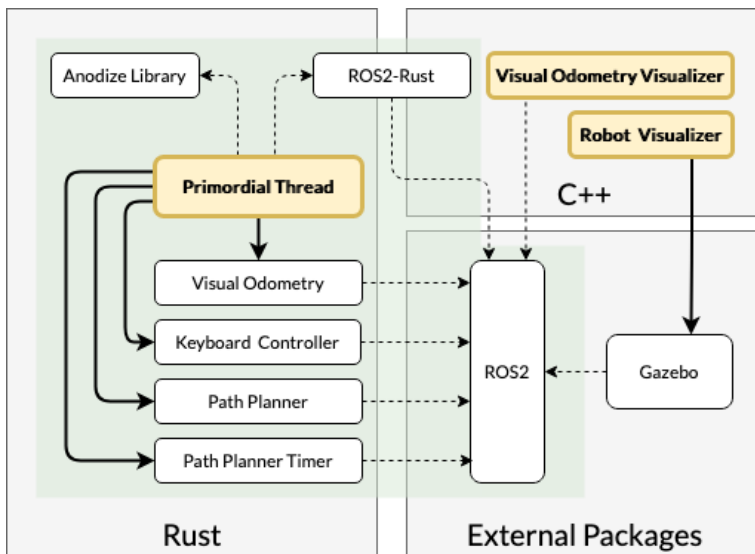 Anodize Library
ROS2-Rust
Visual Odometry Visualizer
Robot Visualizer
Primordial Thread
C++
Visual Odometry
Keyboard Controller
ROS2
Gazebo
Path Planner
Path Planner Timer
Rust
External Packages